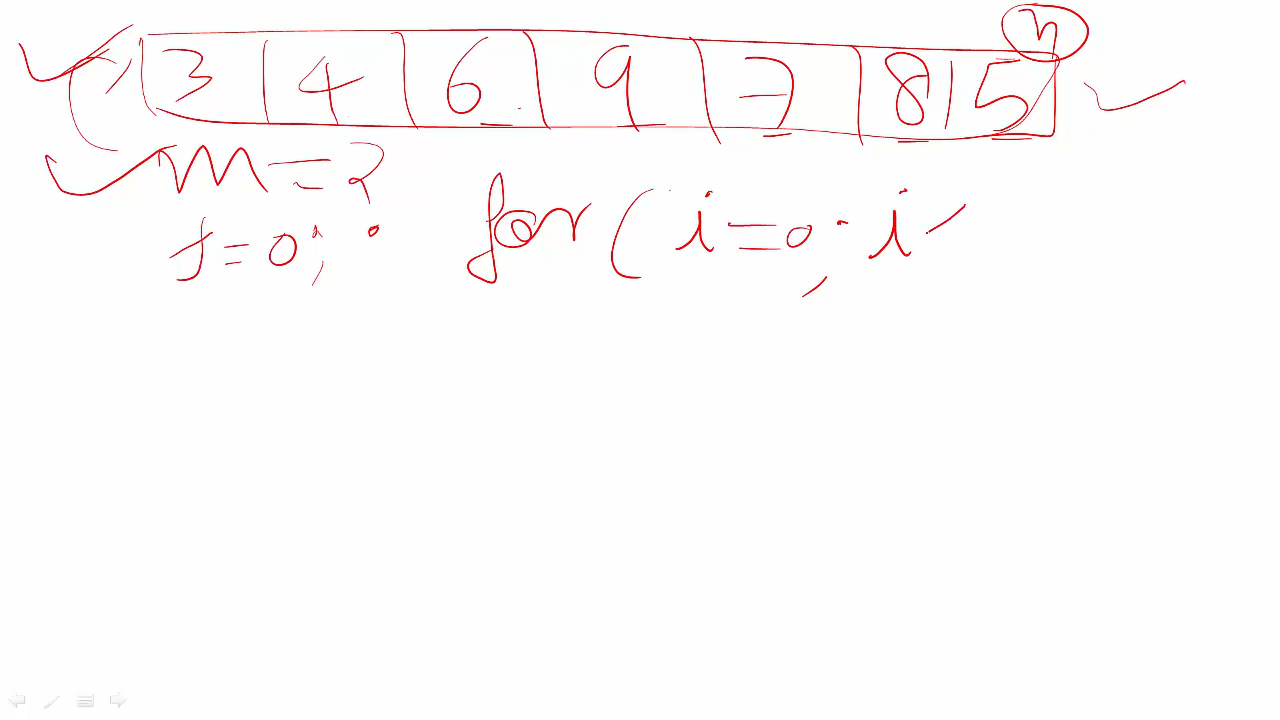 n
3 4 6 9 7 8 5
m = ?
f = 0;
for ( i = 0 ; i <